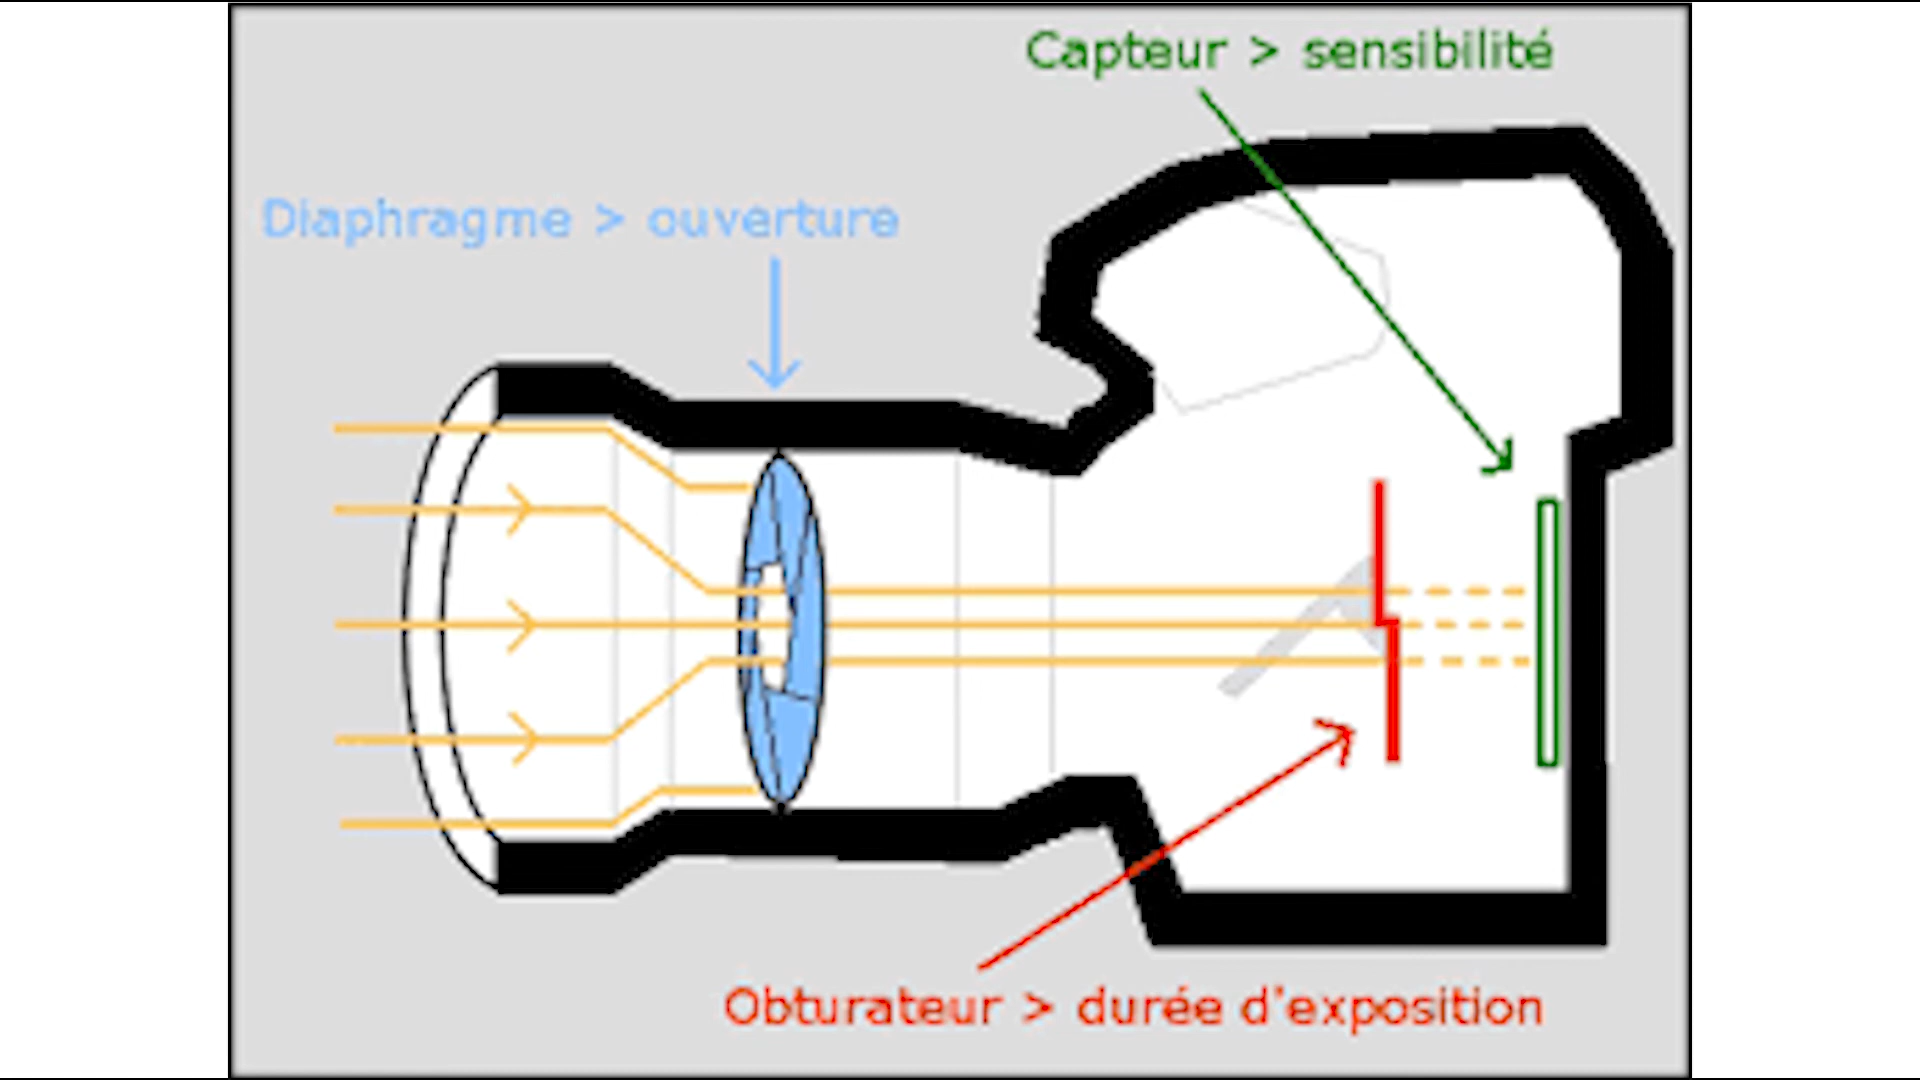 Capteur > sensibilité
Diaphragme > ouverture
Obturateur > durée d'exposition